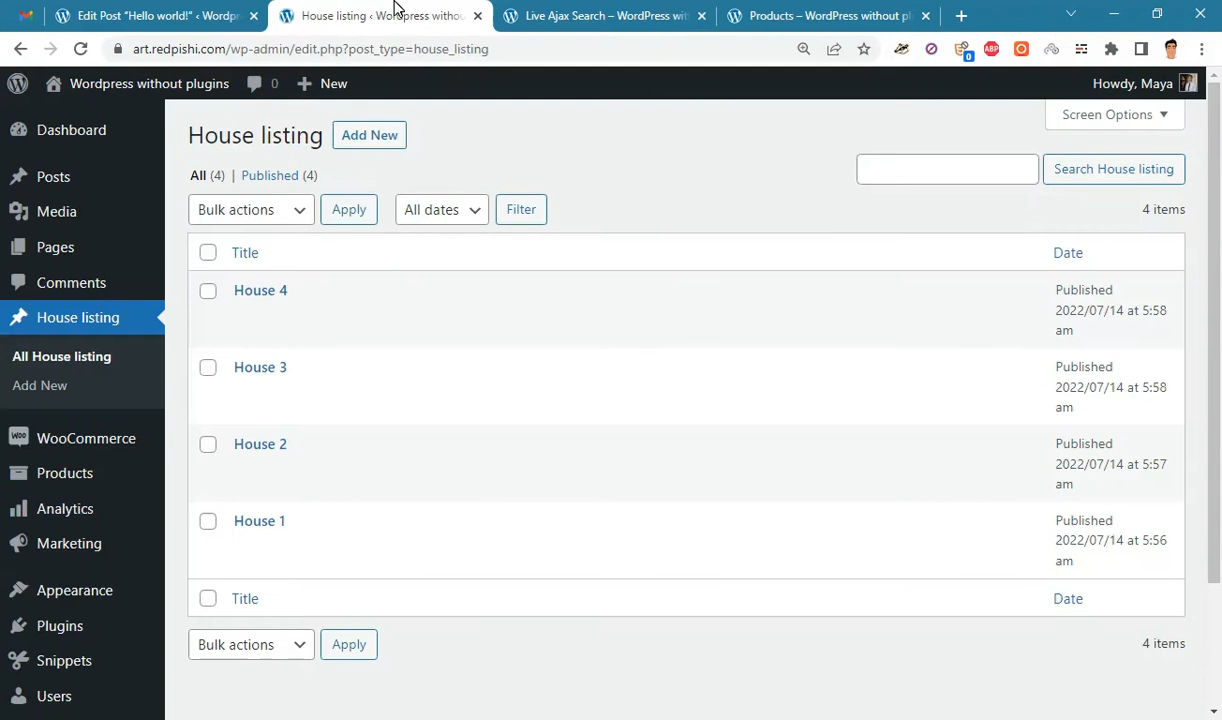 Edit Post “Hello world!” ‹ Wordpr
House listing ‹ Wordpress withou
Live Ajax Search – WordPress wit
Products – WordPress without pl
art.redpishi.com/wp-admin/edit.php?post_type=house_listing
0
ABP
Wordpress without plugins
0
New
Howdy, Maya
Dashboard
Posts
Media
Pages
Comments
House listing
All House listing
Add New
WooCommerce
Products
Analytics
Marketing
Appearance
Plugins
Snippets
Users
House listing
Add New
Screen Options
All (4) | Published (4)
Search House listing
Bulk actions
Apply
All dates
Filter
4 items
Title
Date
House 4
Published
2022/07/14 at 5:58
am
House 3
Published
2022/07/14 at 5:58
am
House 2
Published
2022/07/14 at 5:57
am
House 1
Published
2022/07/14 at 5:56
am
Title
Date
Bulk actions
Apply
4 items